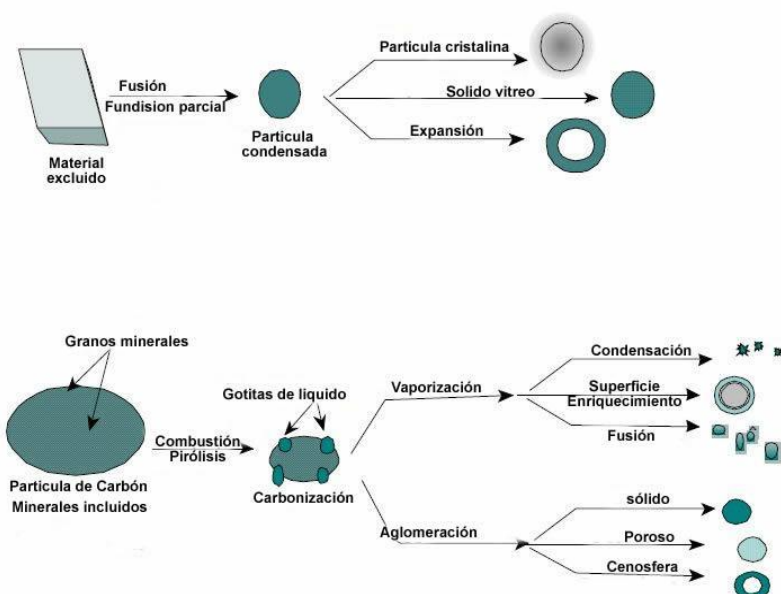 Particula cristalina
Fusión
Fundision parcial
Solido vitreo
Expansión
Particula
condensada
Material
excluido
Granos minerales
Condensación
Gotitas de liquido
Vaporización
Superficie
Enriquecimiento
Combustión
Pirólisis
Fusión
Particula de Carbón
Minerales incluidos
Carbonización
sólido
Aglomeración
Poroso
Cenosfera